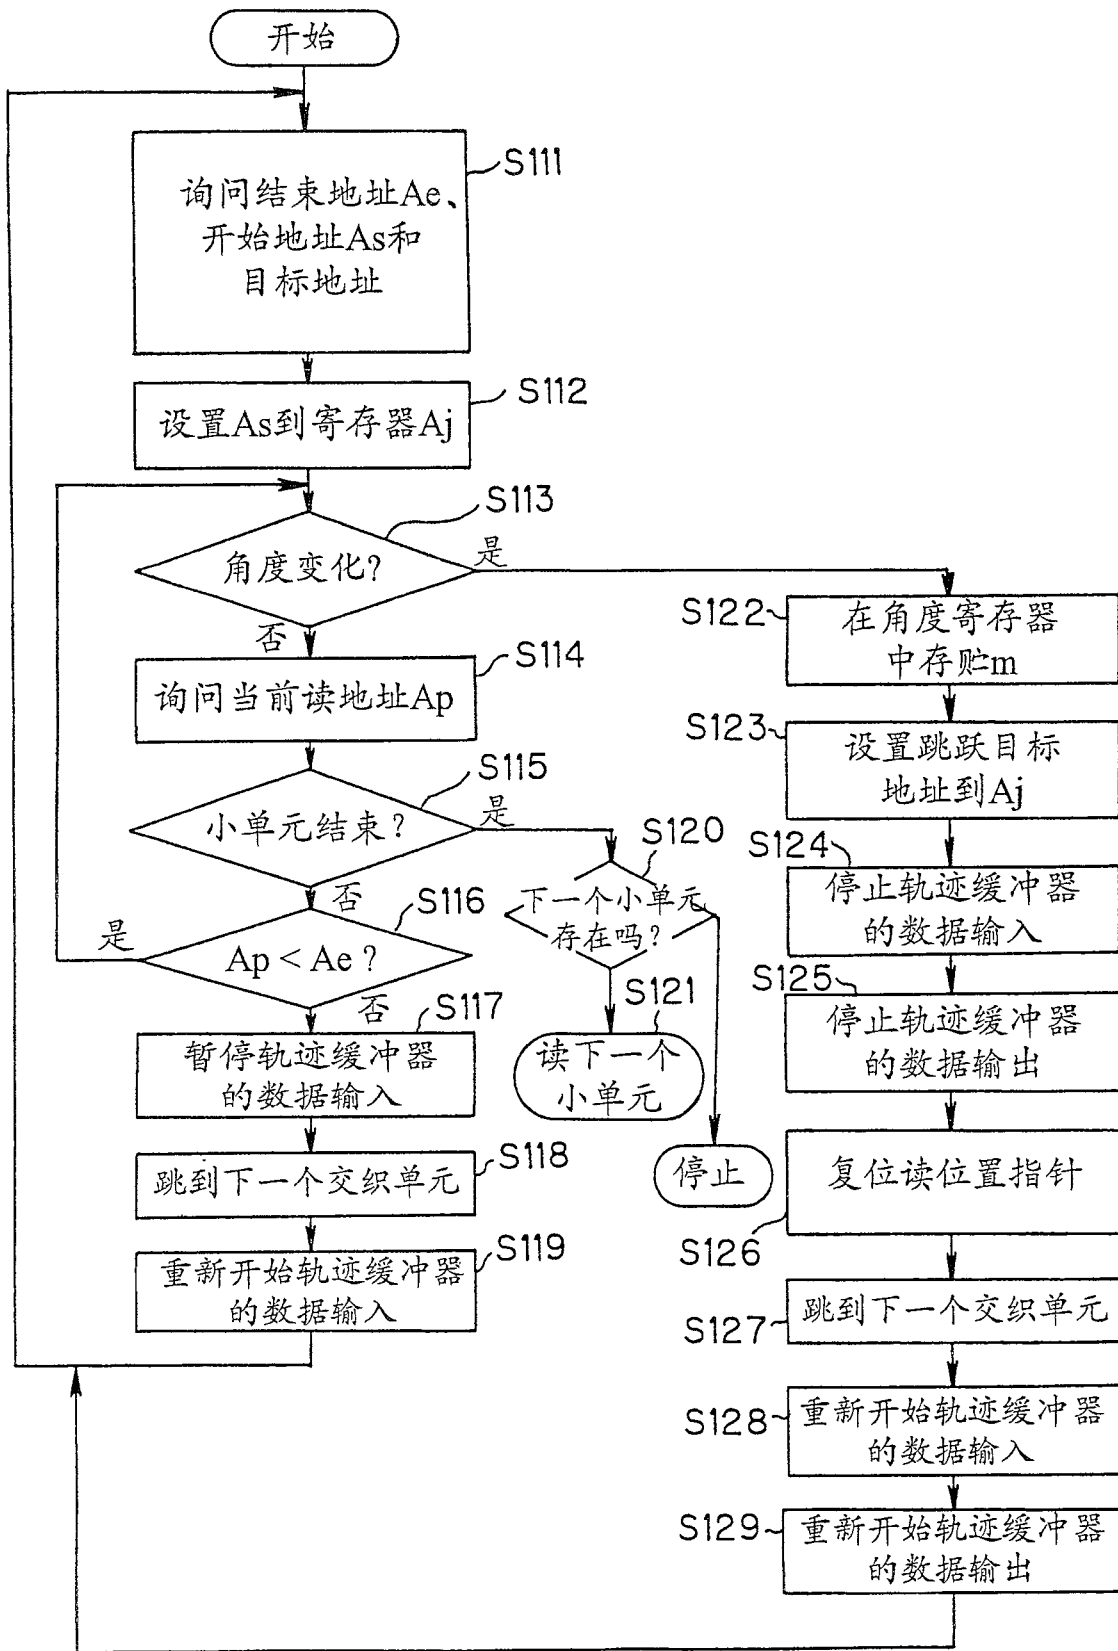 开始
S111
询问结束地址Ae、
开始地址As和
目标地址
S112
设置As到寄存器Aj
S113
角度变化?
是
否
S114
询问当前读地址Ap
S115
小单元结束?
是
否
S116
Ap < Ae ?
是
否
S117
暂停轨迹缓冲器
的数据输入
S118
跳到下一个交织单元
S119
重新开始轨迹缓冲器
的数据输入
S120
下一个小单元
存在吗?
S121
读下一个
小单元
停止
S122
在角度寄存器
中存贮m
S123
设置跳跃目标
地址到Aj
S124
停止轨迹缓冲器
的数据输入
S125
停止轨迹缓冲器
的数据输出
复位读位置指针
S126
跳到下一个交织单元
S127
S128
重新开始轨迹缓冲器
的数据输入
S129
重新开始轨迹缓冲器
的数据输出